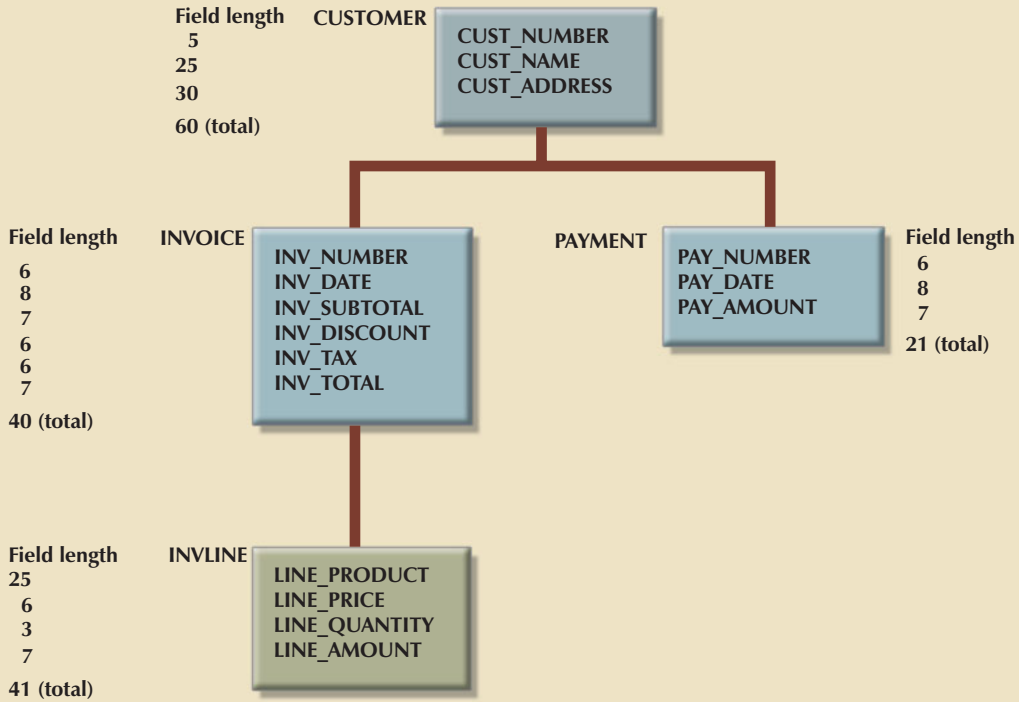 Field length
5
25
30
60 (total)
CUSTOMER
CUST_NUMBER
CUST_NAME
CUST_ADDRESS
Field length
6
8
7
6
6
7
40 (total)
INVOICE
INV_NUMBER
INV_DATE
INV_SUBTOTAL
INV_DISCOUNT
INV_TAX
INV_TOTAL
PAYMENT
PAY_NUMBER
PAY_DATE
PAY_AMOUNT
Field length
6
8
7
21 (total)
Field length
25
6
3
7
41 (total)
INVLINE
LINE_PRODUCT
LINE_PRICE
LINE_QUANTITY
LINE_AMOUNT